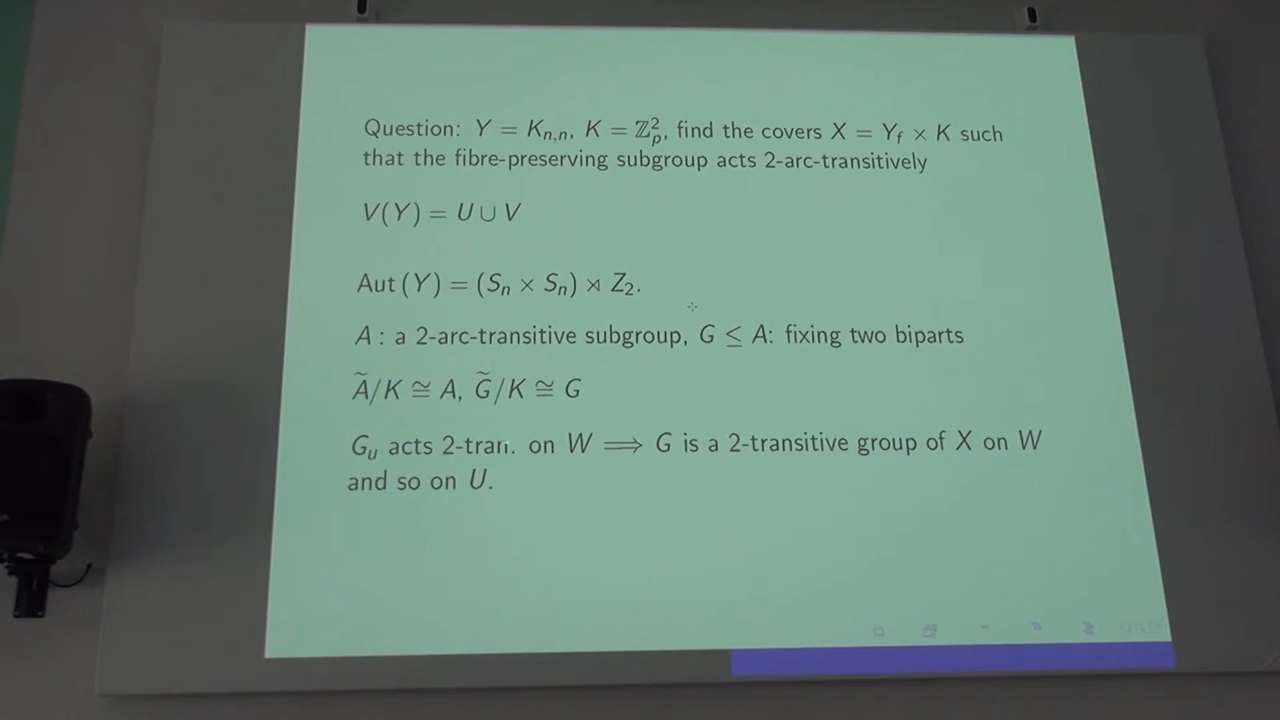 Question: Y = K_{n,n}, K = ℤ_p^2, find the covers X = Y_f × K such
that the fibre-preserving subgroup acts 2-arc-transitively
V(Y) = U ∪ V
Aut (Y) = (S_n × S_n) ⋊ Z_2.
A : a 2-arc-transitive subgroup, G ≤ A: fixing two biparts
Ã/K ≅ A, G̃/K ≅ G
G_u acts 2-tran. on W ⟹ G is a 2-transitive group of X on W
and so on U.